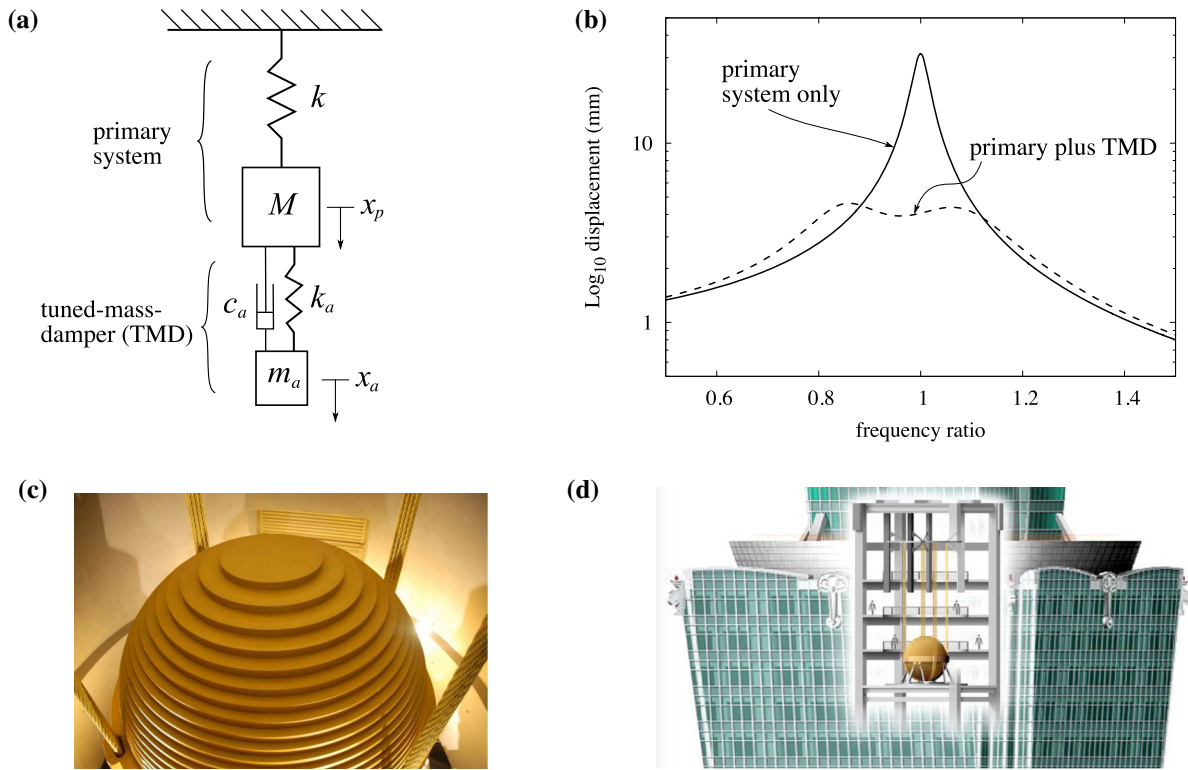 (a)
k
primary
system
M
x_p
tuned-mass-
damper (TMD)
c_a
k_a
m_a
x_a
(b)
Log10 displacement (mm)
10
1
primary
system only
primary plus TMD
0.6 0.8 1 1.2 1.4
frequency ratio
(c)
(d)